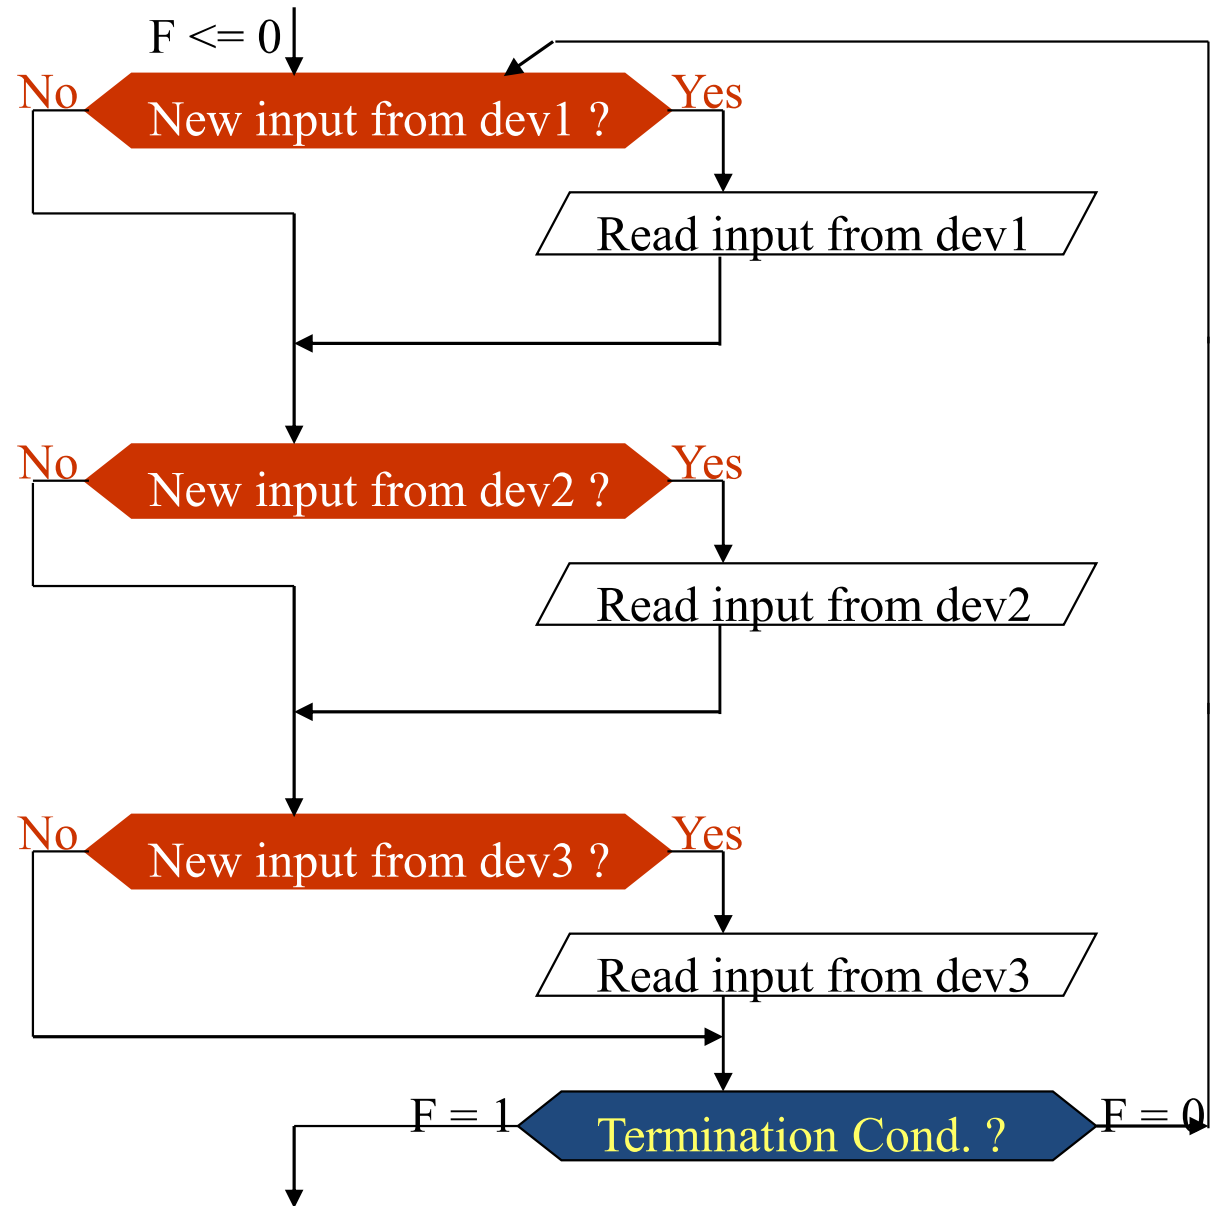 F <= 0
No
New input from dev1 ?
Yes
Read input from dev1
No
New input from dev2 ?
Yes
Read input from dev2
No
New input from dev3 ?
Yes
Read input from dev3
F = 1
Termination Cond. ?
F = 0